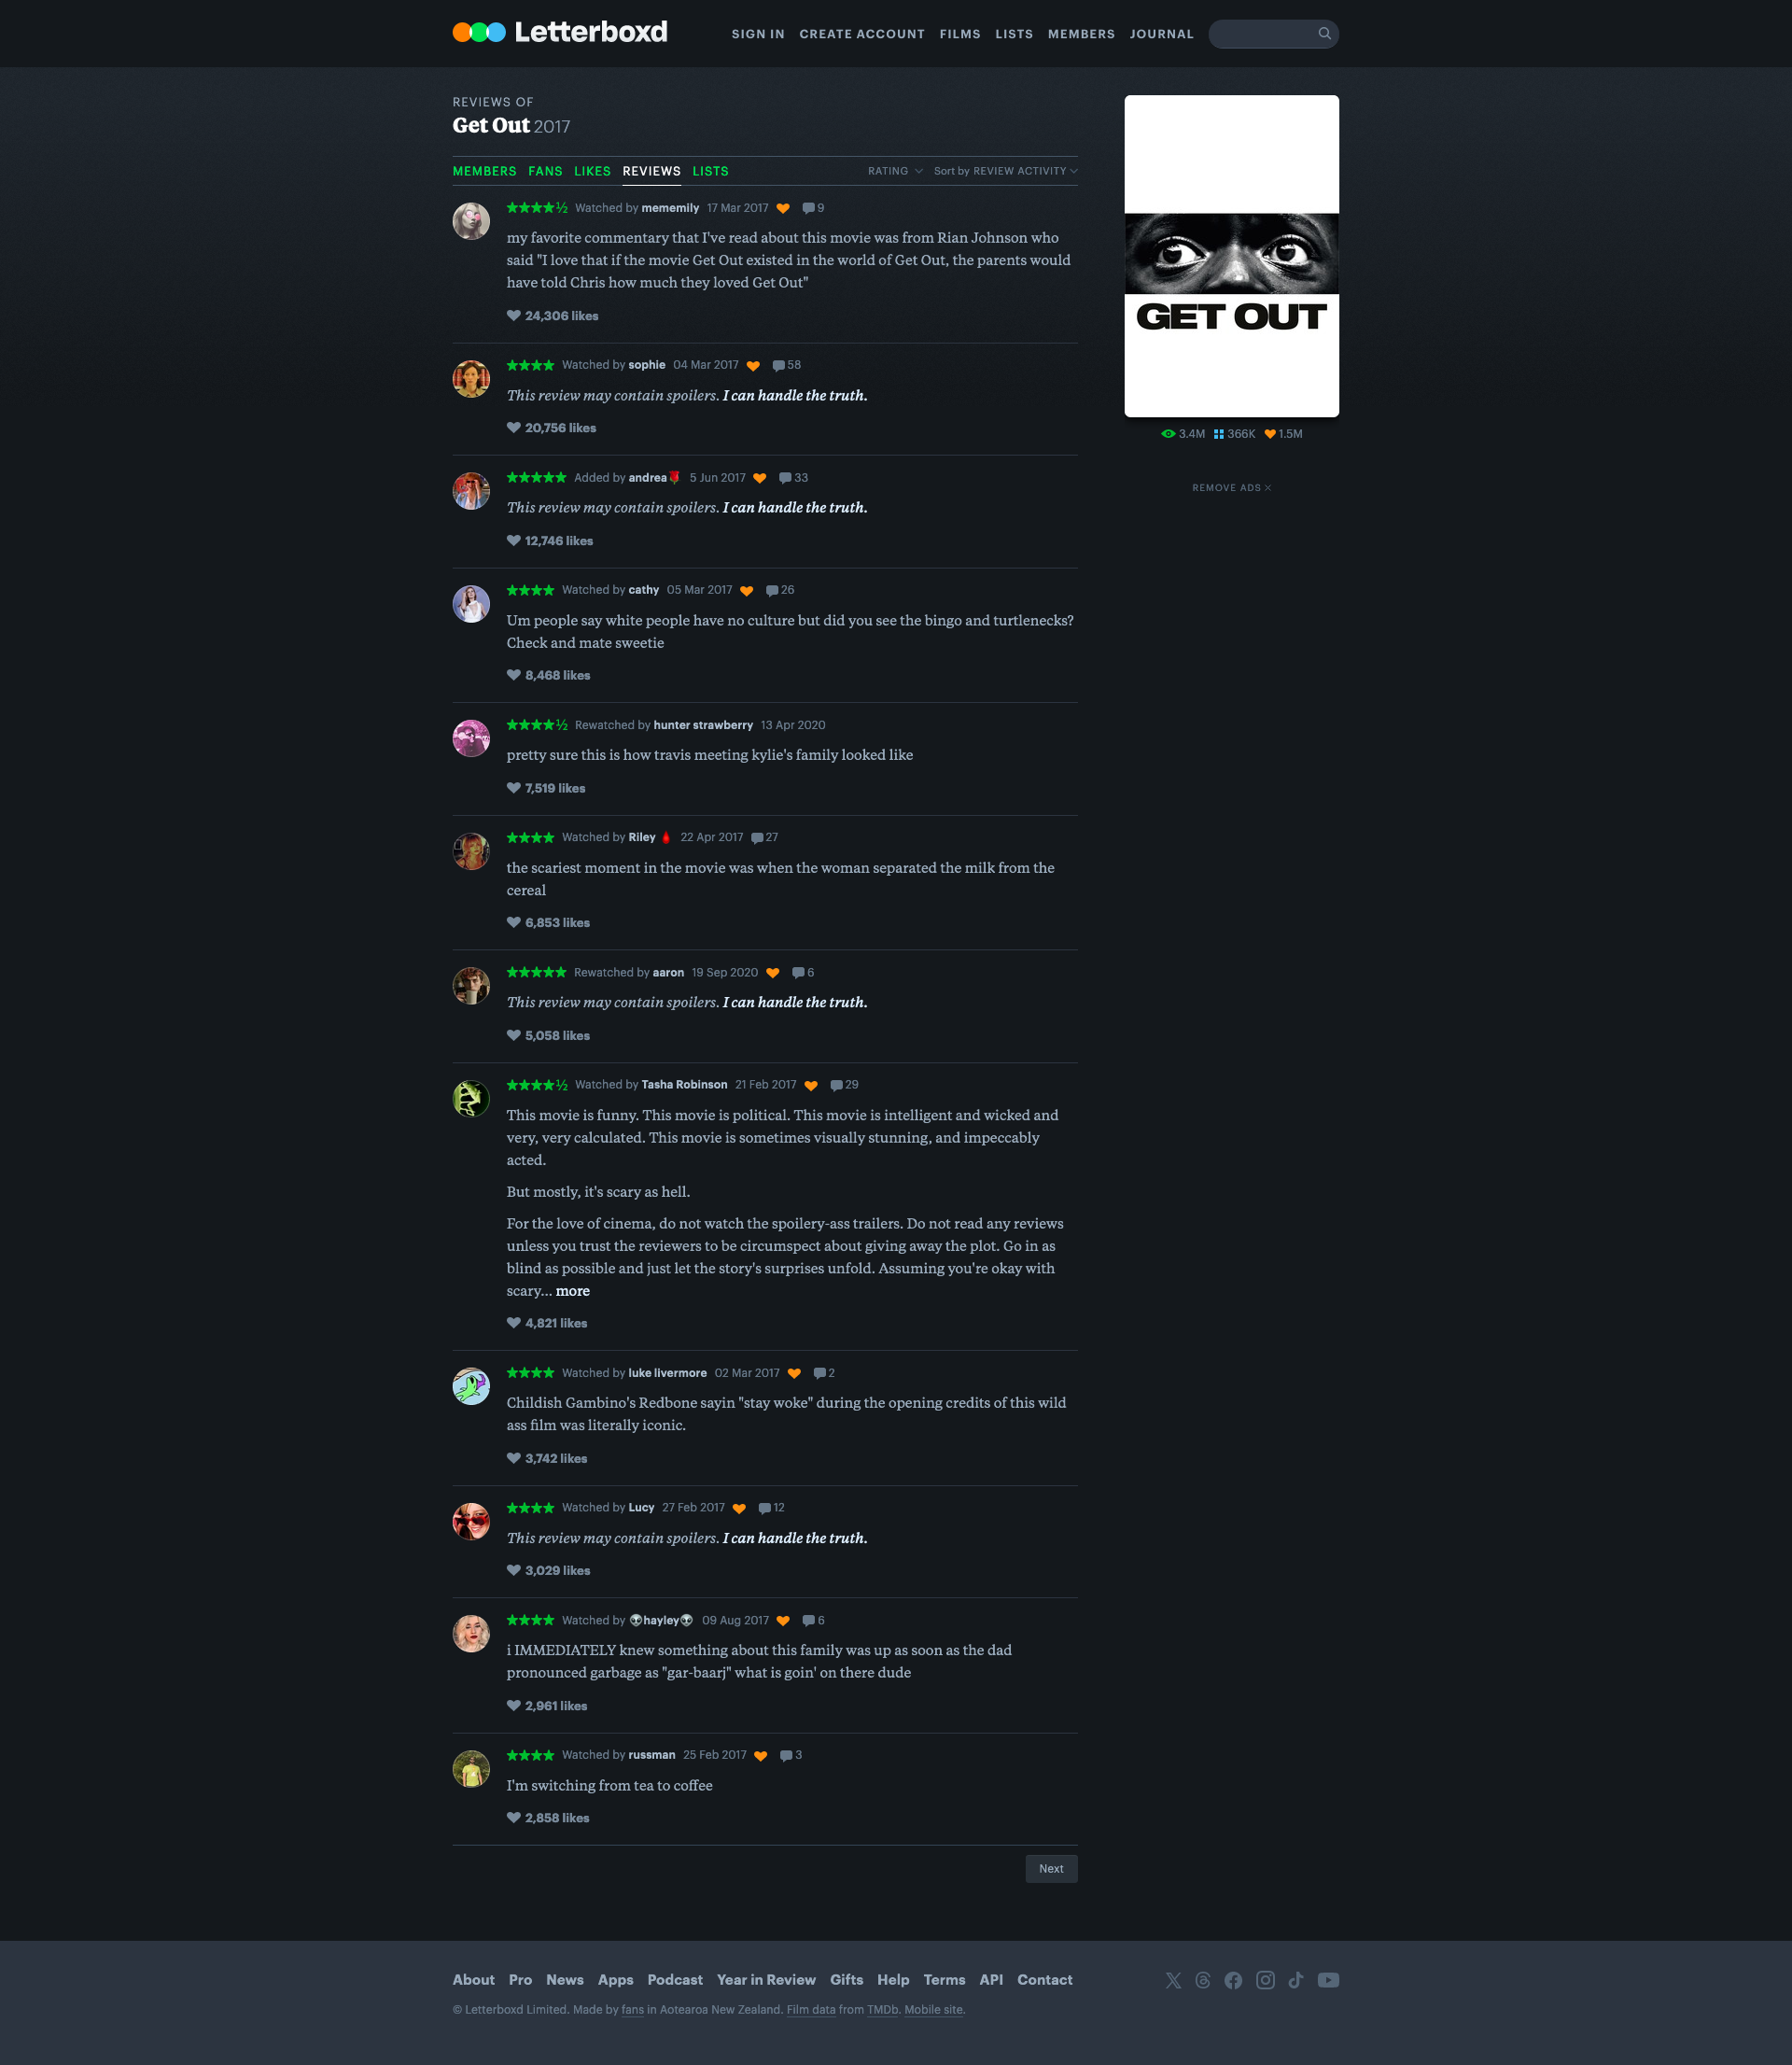 Letterboxd
SIGN IN CREATE ACCOUNT FILMS LISTS MEMBERS JOURNAL
REVIEWS OF
Get Out 2017
MEMBERS FANS LIKES REVIEWS LISTS RATING Sort by REVIEW ACTIVITY
★★★★½ Watched by mememily 17 Mar 2017 9
my favorite commentary that I've read about this movie was from Rian Johnson who
said "I love that if the movie Get Out existed in the world of Get Out, the parents would
have told Chris how much they loved Get Out"
24,306 likes
★★★★ Watched by sophie 04 Mar 2017 58
This review may contain spoilers. I can handle the truth.
20,756 likes
★★★★★ Added by andrea🌹 5 Jun 2017 33
This review may contain spoilers. I can handle the truth.
12,746 likes
★★★★ Watched by cathy 05 Mar 2017 26
Um people say white people have no culture but did you see the bingo and turtlenecks?
Check and mate sweetie
8,468 likes
★★★★½ Rewatched by hunter strawberry 13 Apr 2020
pretty sure this is how travis meeting kylie's family looked like
7,519 likes
★★★★ Watched by Riley 🩸 22 Apr 2017 27
the scariest moment in the movie was when the woman separated the milk from the
cereal
6,853 likes
★★★★★ Rewatched by aaron 19 Sep 2020 6
This review may contain spoilers. I can handle the truth.
5,058 likes
★★★★½ Watched by Tasha Robinson 21 Feb 2017 29
This movie is funny. This movie is political. This movie is intelligent and wicked and
very, very calculated. This movie is sometimes visually stunning, and impeccably
acted.
But mostly, it's scary as hell.
For the love of cinema, do not watch the spoilery-ass trailers. Do not read any reviews
unless you trust the reviewers to be circumspect about giving away the plot. Go in as
blind as possible and just let the story's surprises unfold. Assuming you're okay with
scary... more
4,821 likes
★★★★ Watched by luke livermore 02 Mar 2017 2
Childish Gambino's Redbone sayin "stay woke" during the opening credits of this wild
ass film was literally iconic.
3,742 likes
★★★★ Watched by Lucy 27 Feb 2017 12
This review may contain spoilers. I can handle the truth.
3,029 likes
★★★★ Watched by 👽hayley👽 09 Aug 2017 6
i IMMEDIATELY knew something about this family was up as soon as the dad
pronounced garbage as "gar-baarj" what is goin' on there dude
2,961 likes
★★★★ Watched by russman 25 Feb 2017 3
I'm switching from tea to coffee
2,858 likes
Next
GET OUT
3.4M 366K 1.5M
REMOVE ADS
About Pro News Apps Podcast Year in Review Gifts Help Terms API Contact
© Letterboxd Limited. Made by fans in Aotearoa New Zealand. Film data from TMDb. Mobile site.